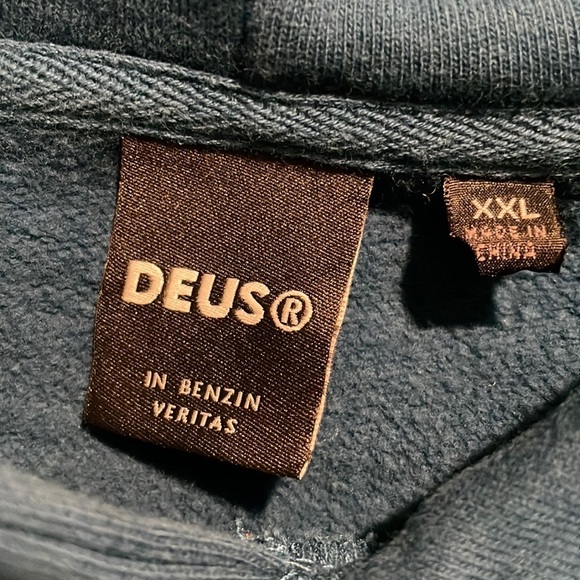 DEUS®
IN BENZIN
VERITAS
XXL
MADE IN
CHINA